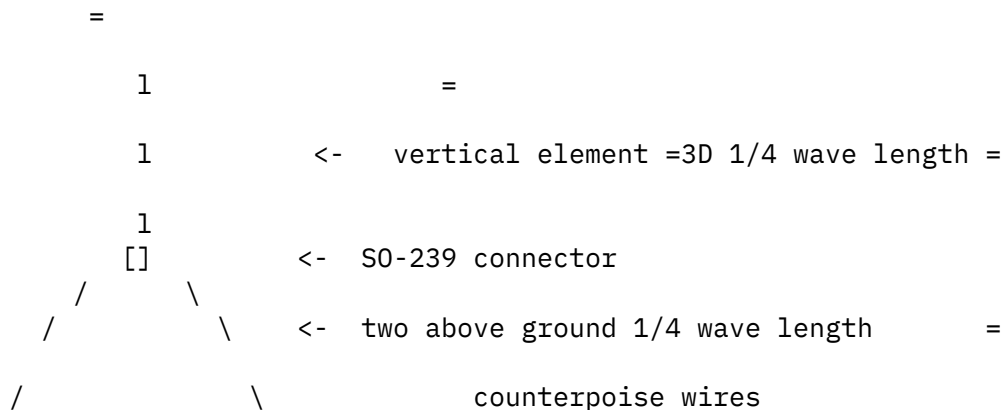 =
l =
l <- vertical element =3D 1/4 wave length =
l
[] <- SO-239 connector
/ \
/ \ <- two above ground 1/4 wave length =
/ \ counterpoise wires